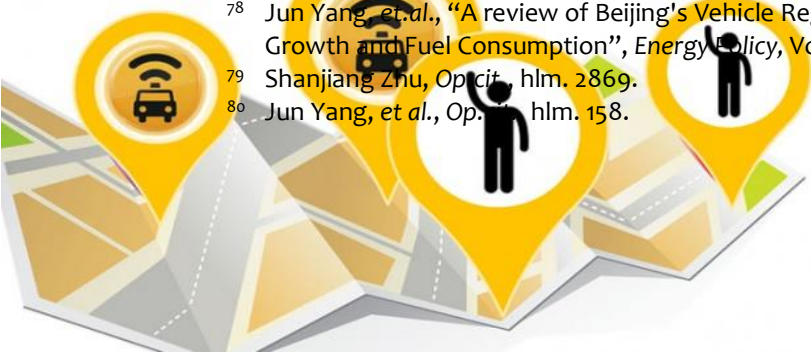 78 Jun Yang, et.al., “A review of Beijing's Vehicle Re
Growth and Fuel Consumption”, Energy Policy, Vo
79 Shanjiang Zhu, Op.cit., hlm. 2869.
80 Jun Yang, et al., Op. hlm. 158.